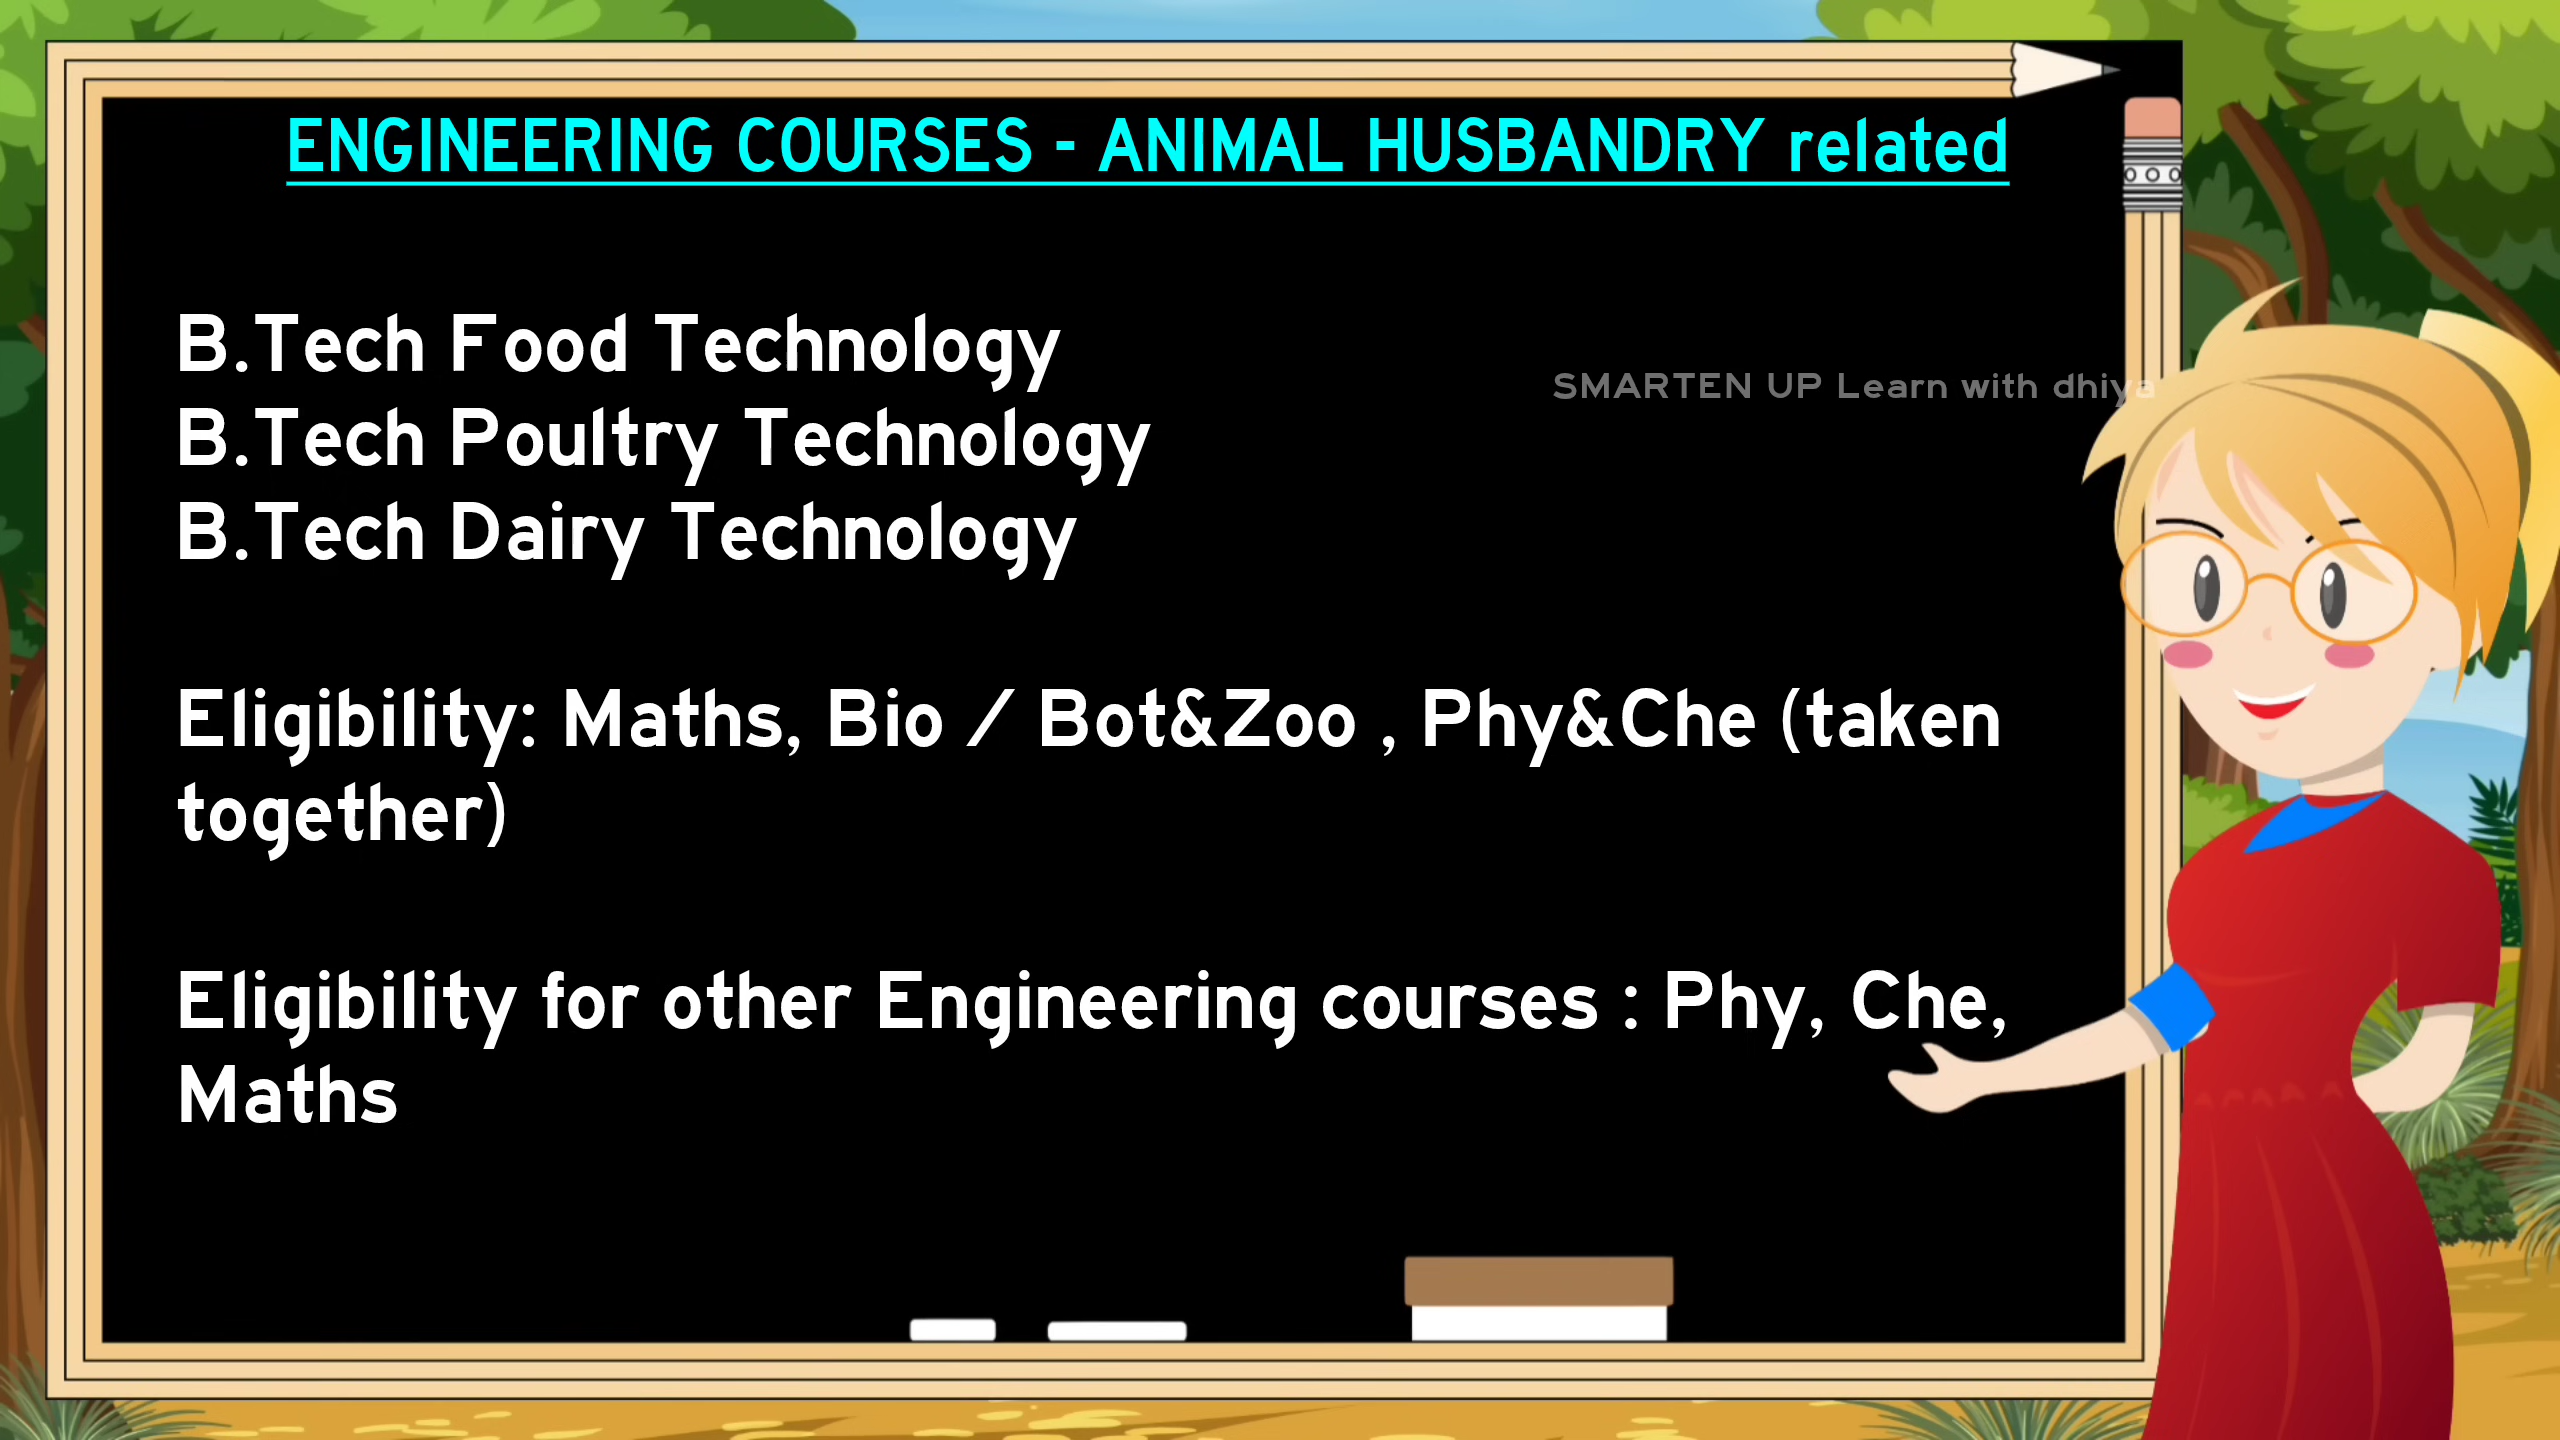 ENGINEERING COURSES - ANIMAL HUSBANDRY related
B.Tech Food Technology
SMARTEN UP Learn with dhiya
B.Tech Poultry Technology
B.Tech Dairy Technology
Eligibility: Maths, Bio / Bot&Zoo , Phy&Che (taken
together)
Eligibility for other Engineering courses : Phy, Che,
Maths